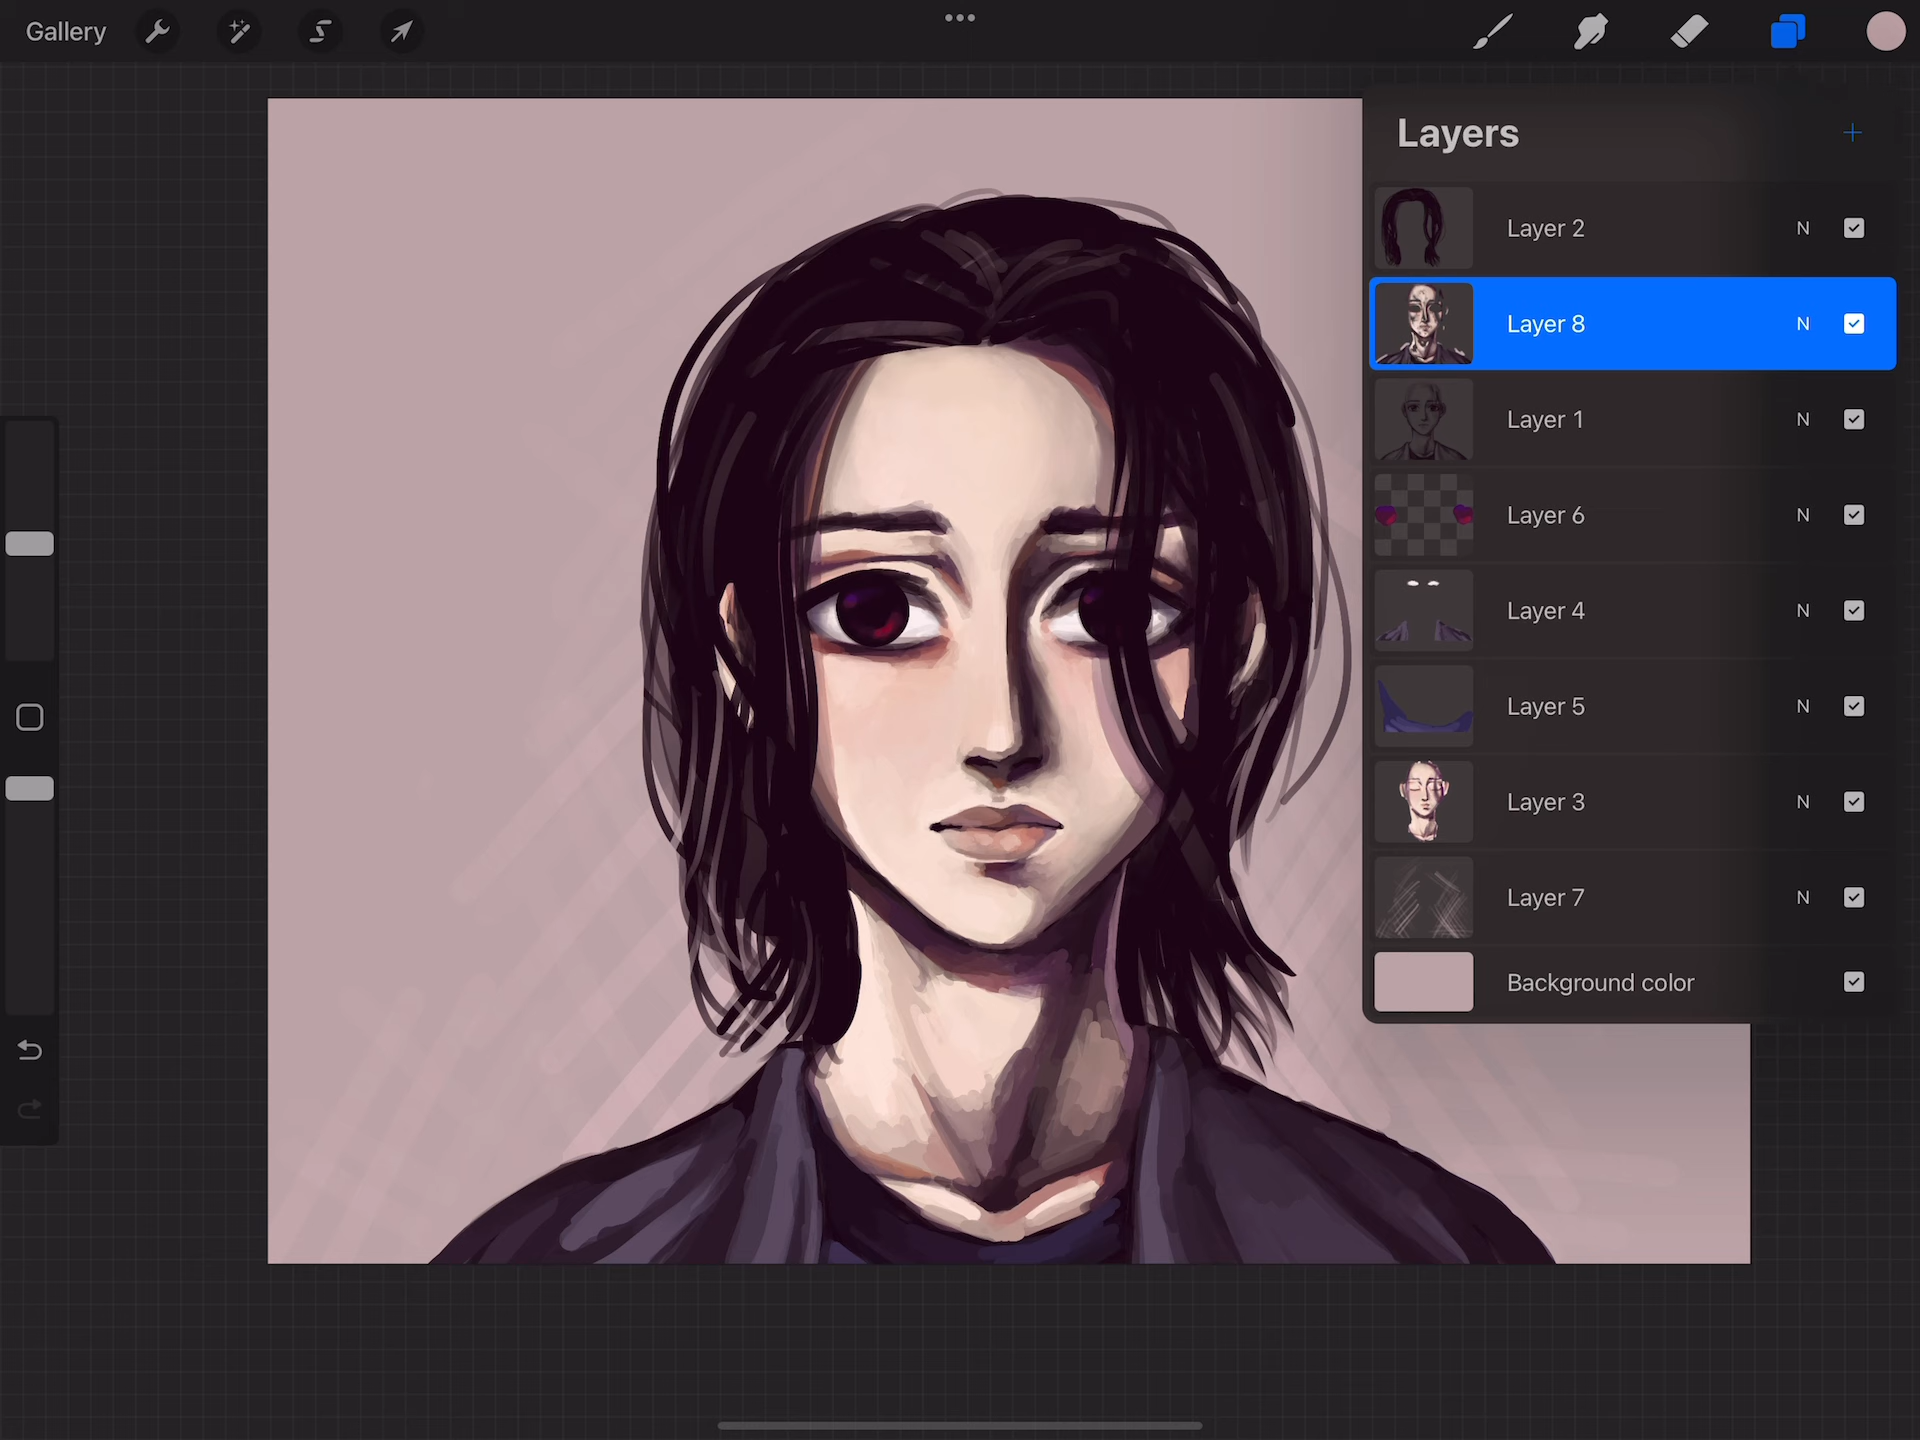 Gallery
Layers
Layer 2 N
Layer 8 N
Layer 1 N
Layer 6 N
Layer 4 N
Layer 5 N
Layer 3 N
Layer 7 N
Background color